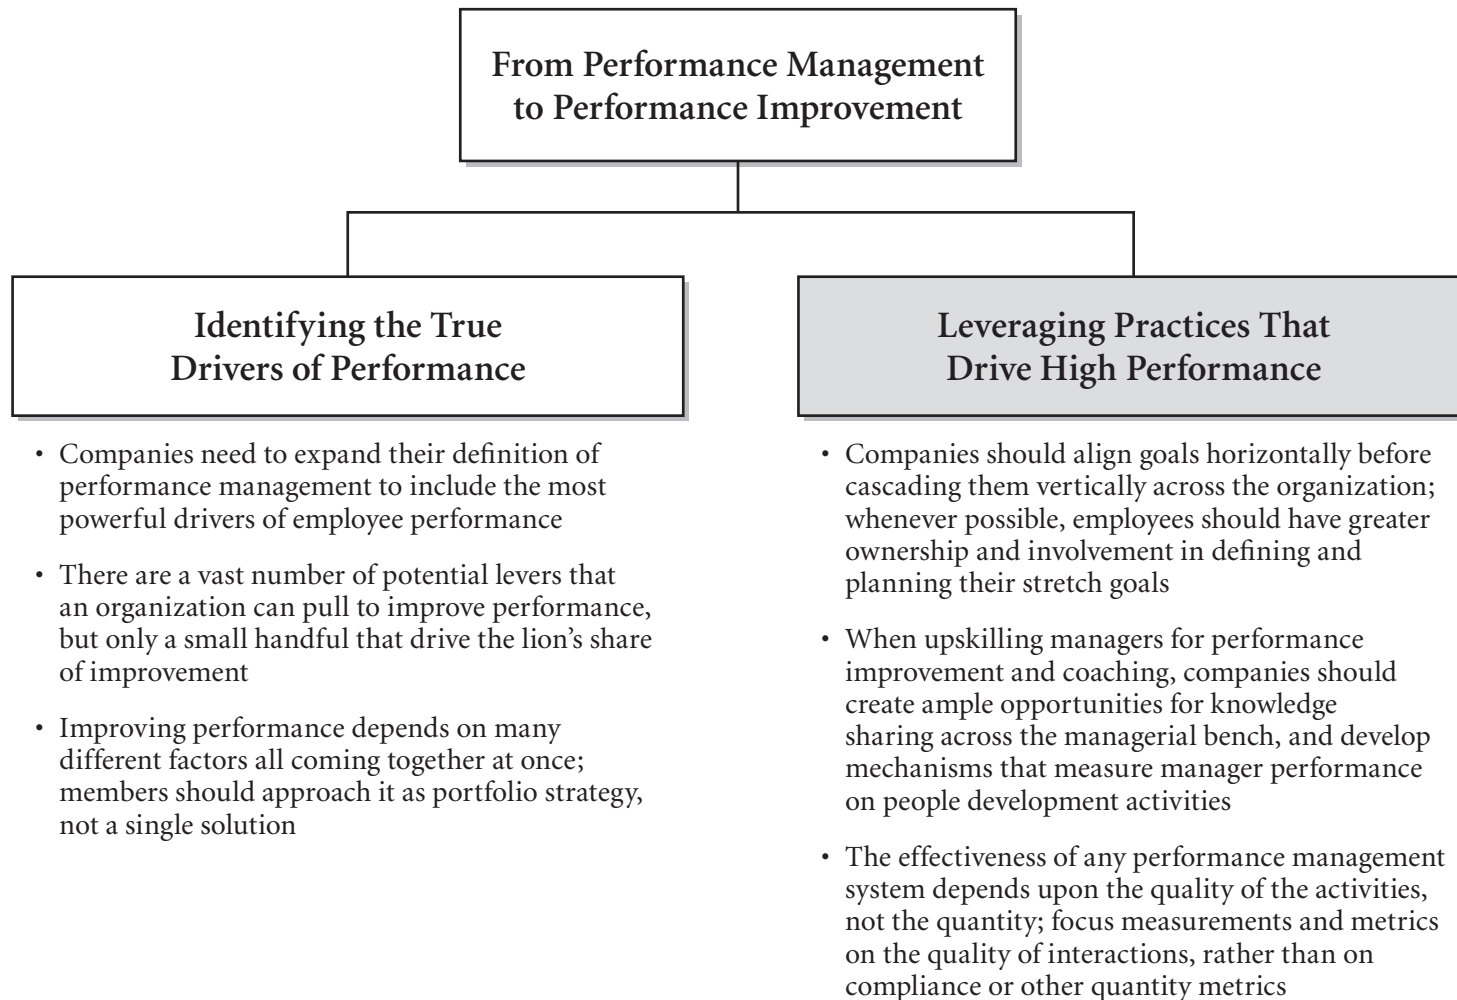 From Performance Management
to Performance Improvement
Identifying the True
Drivers of Performance
• Companies need to expand their definition of
performance management to include the most
powerful drivers of employee performance
• There are a vast number of potential levers that
an organization can pull to improve performance,
but only a small handful that drive the lion’s share
of improvement
• Improving performance depends on many
different factors all coming together at once;
members should approach it as portfolio strategy,
not a single solution
Leveraging Practices That
Drive High Performance
• Companies should align goals horizontally before
cascading them vertically across the organization;
whenever possible, employees should have greater
ownership and involvement in defining and
planning their stretch goals
• When upskilling managers for performance
improvement and coaching, companies should
create ample opportunities for knowledge
sharing across the managerial bench, and develop
mechanisms that measure manager performance
on people development activities
• The effectiveness of any performance management
system depends upon the quality of the activities,
not the quantity; focus measurements and metrics
on the quality of interactions, rather than on
compliance or other quantity metrics